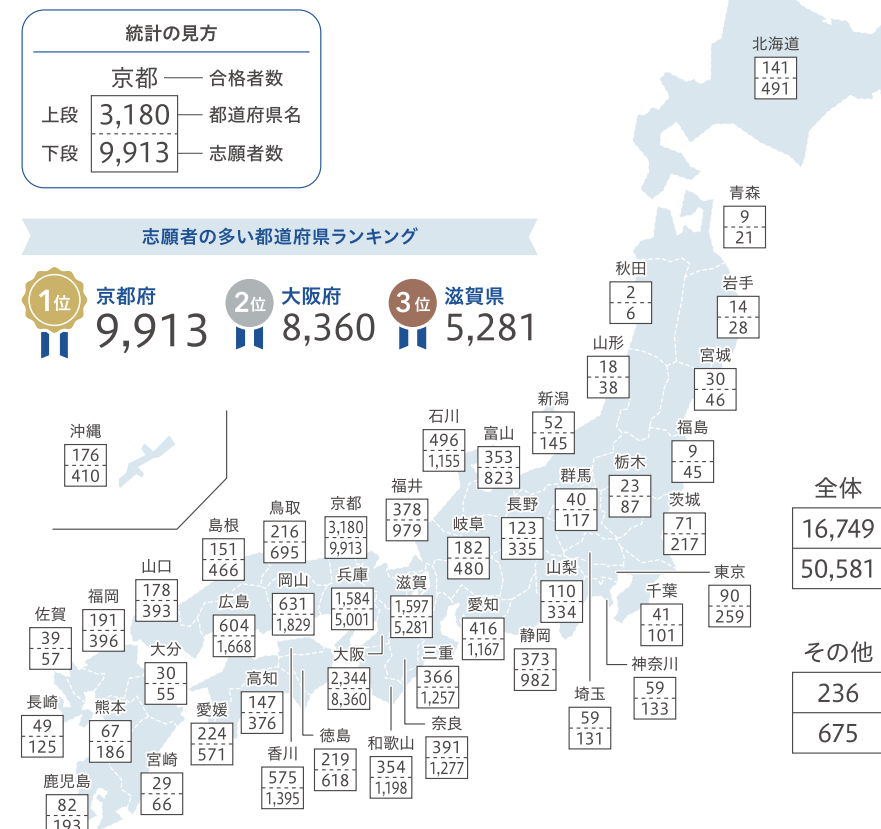 統計の見方
京都 合格者数
上段 3,180 都道府県名
下段 9,913 志願者数
志願者の多い都道府県ランキング
1位 京都府 9,913
2位 大阪府 8,360
3位 滋賀県 5,281
北海道
141
491
青森
9
21
秋田
2
6
岩手
14
28
山形
18
38
宮城
30
46
新潟
52
145
福島
9
45
石川
496
1,155
富山
353
823
沖縄
176
410
群馬
40
117
栃木
23
87
茨城
71
217
福井
378
979
長野
123
335
岐阜
182
480
鳥取
216
695
京都
3,180
9,913
島根
151
466
全体
16,749
50,581
山口
178
393
岡山
631
1,829
兵庫
1,584
5,001
滋賀
1,597
5,281
山梨
110
334
東京
90
259
千葉
41
101
福岡
191
396
佐賀
39
57
広島
604
1,668
愛知
416
1,167
静岡
373
982
大分
30
55
大阪
2,344
8,360
三重
366
1,257
神奈川
59
133
その他
236
675
高知
147
376
埼玉
59
131
長崎
49
125
熊本
67
186
愛媛
224
571
宮崎
29
66
香川
575
1,395
徳島
219
618
和歌山
354
1,198
奈良
391
1,277
鹿児島
82
193